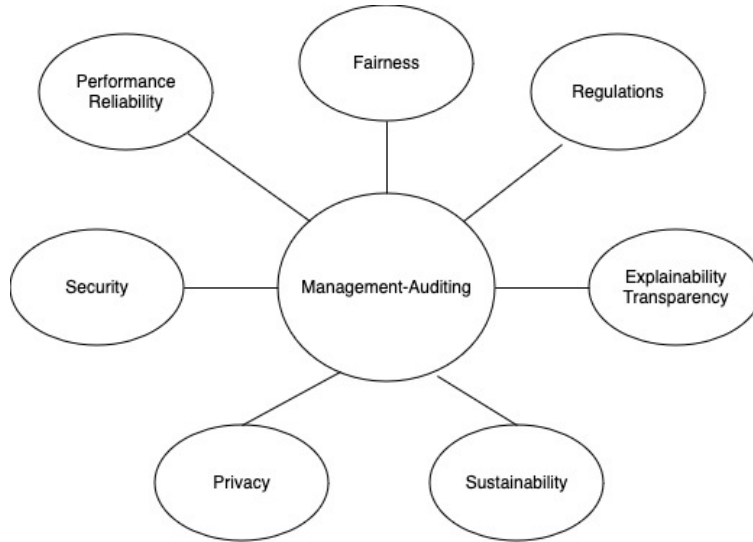 Fairness
Performance
Reliability
Regulations
Security
Management-Auditing
Explainability
Transparency
Privacy
Sustainability